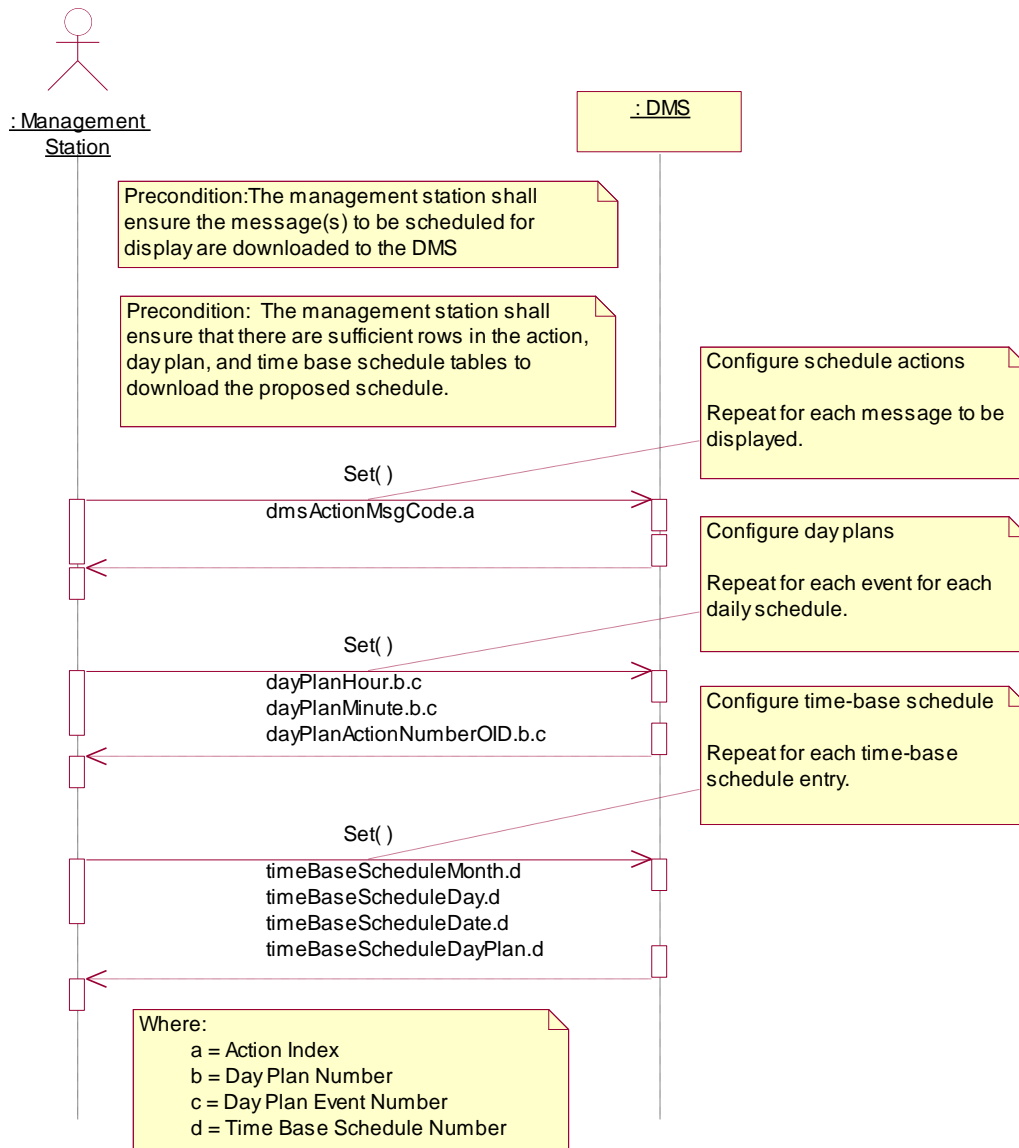 : Management
Station
: DMS
Precondition:The management station shall
ensure the message(s) to be scheduled for
display are downloaded to the DMS
Precondition: The management station shall
ensure that there are sufficient rows in the action,
day plan, and time base schedule tables to
download the proposed schedule.
Configure schedule actions
Repeat for each message to be
displayed.
Set( )
dmsActionMsgCode.a
Configure day plans
Repeat for each event for each
daily schedule.
Set( )
dayPlanHour.b.c
dayPlanMinute.b.c
dayPlanActionNumberOID.b.c
Configure time-base schedule
Repeat for each time-base
schedule entry.
Set( )
timeBaseScheduleMonth.d
timeBaseScheduleDay.d
timeBaseScheduleDate.d
timeBaseScheduleDayPlan.d
Where:
a = Action Index
b = Day Plan Number
c = Day Plan Event Number
d = Time Base Schedule Number